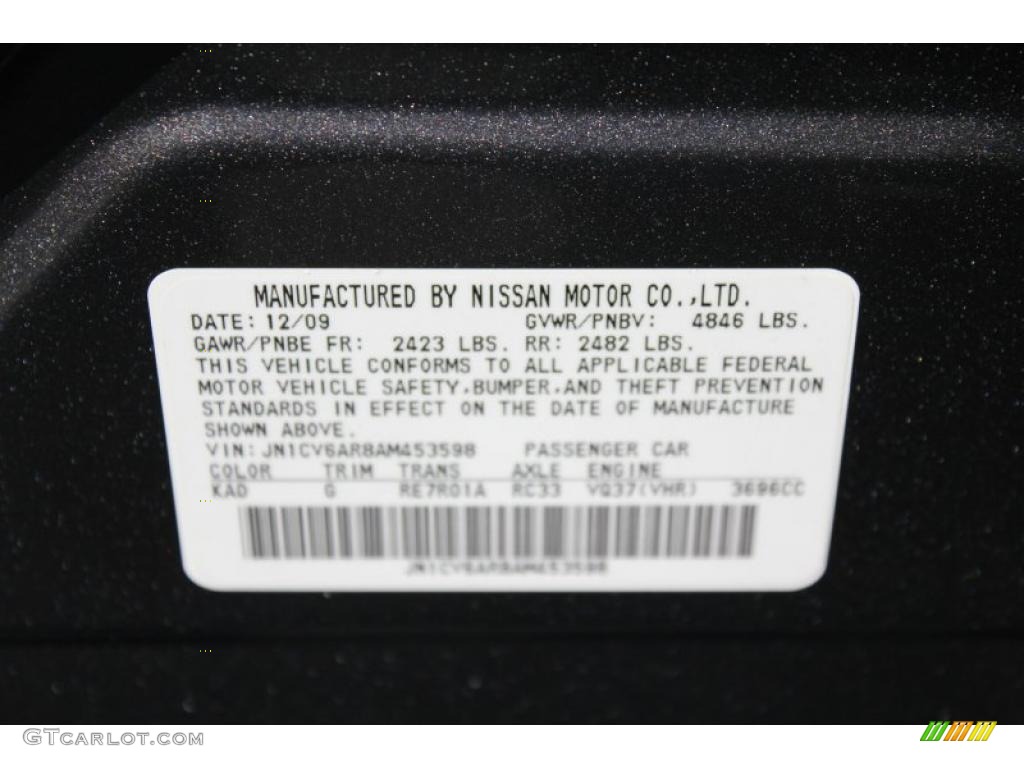 MANUFACTURED BY NISSAN MOTOR CO.,LTD.
DATE: 12/09 GVWR/PNBV: 4846 LBS.
GAWR/PNBE FR: 2423 LBS. RR: 2482 LBS.
THIS VEHICLE CONFORMS TO ALL APPLICABLE FEDERAL
MOTOR VEHICLE SAFETY,BUMPER,AND THEFT PREVENTION
STANDARDS IN EFFECT ON THE DATE OF MANUFACTURE
SHOWN ABOVE.
VIN: JN1CV6AR8AM453598 PASSENGER CAR
COLOR TRIM TRANS AXLE ENGINE
KAD G RE7R01A RC33 VQ37(VHR) 3696CC
JN1CV6AR8AM453598
GTCARLOT.COM